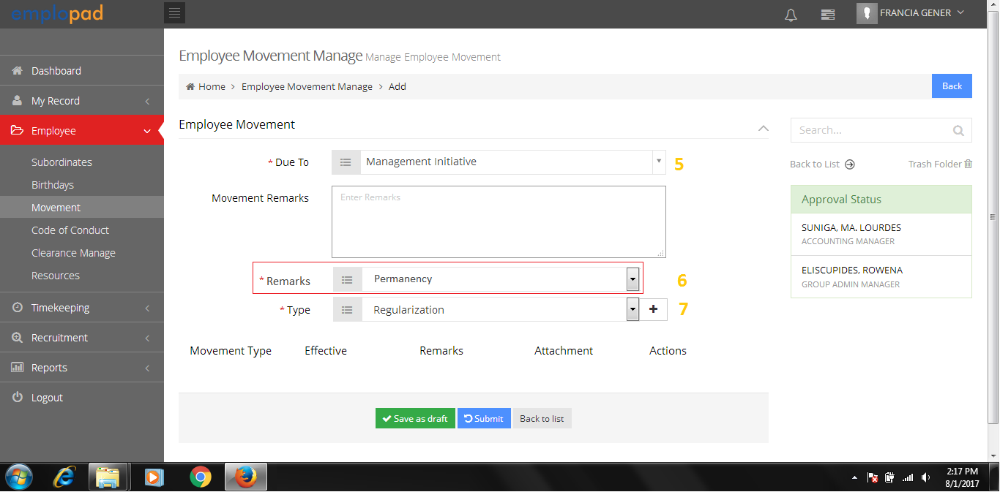 emplopad
FRANCIA GENER
Dashboard
My Record
Employee
Subordinates
Birthdays
Movement
Code of Conduct
Clearance Manage
Resources
Timekeeping
Recruitment
Reports
Logout
Employee Movement Manage Manage Employee Movement
Home > Employee Movement Manage > Add
Back
Employee Movement
* Due To Management Initiative 5
Movement Remarks Enter Remarks
* Remarks Permanency 6
* Type Regularization + 7
Movement Type Effective Remarks Attachment Actions
Save as draft Submit Back to list
Search...
Back to List Trash Folder
Approval Status
SUNIGA, MA. LOURDES
ACCOUNTING MANAGER
ELISCUPIDES, ROWENA
GROUP ADMIN MANAGER
2:17 PM
8/1/2017